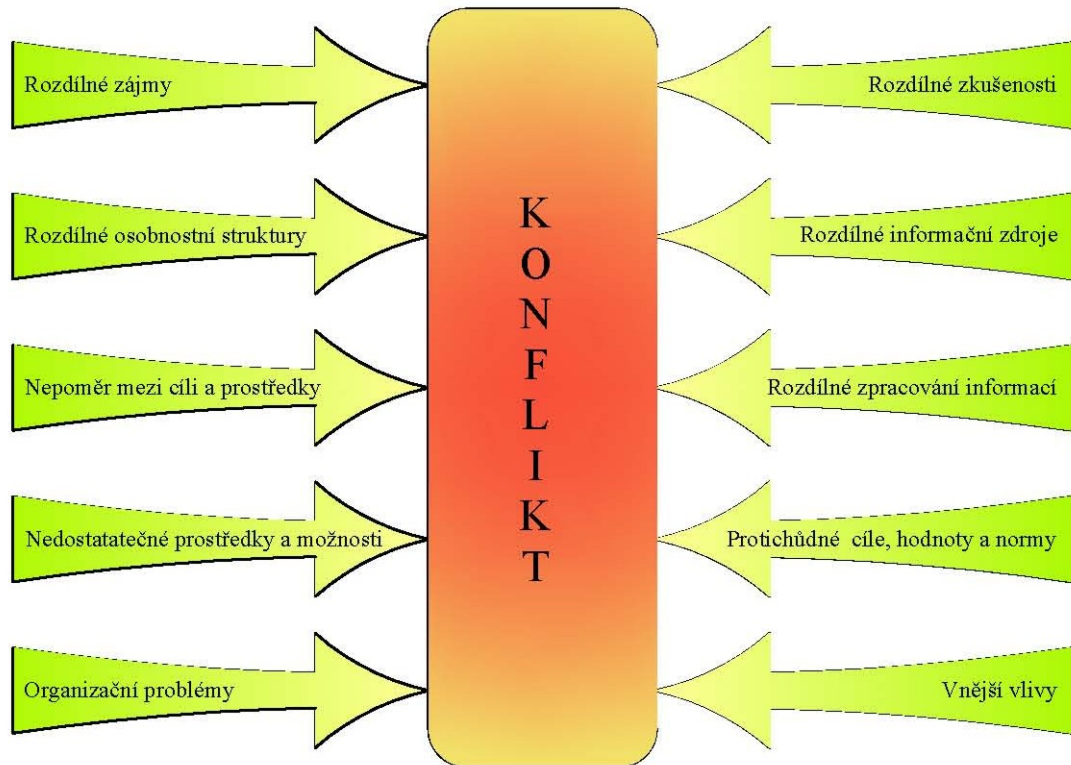 Rozdílné zájmy
Rozdílné osobnostní struktury
Nepoměr mezi cíli a prostředky
Nedostatatečné prostředky a možnosti
Organizační problémy
KONFLIKT
Rozdílné zkušenosti
Rozdílné informační zdroje
Rozdílné zpracování informací
Protichůdné cíle, hodnoty a normy
Vnější vlivy